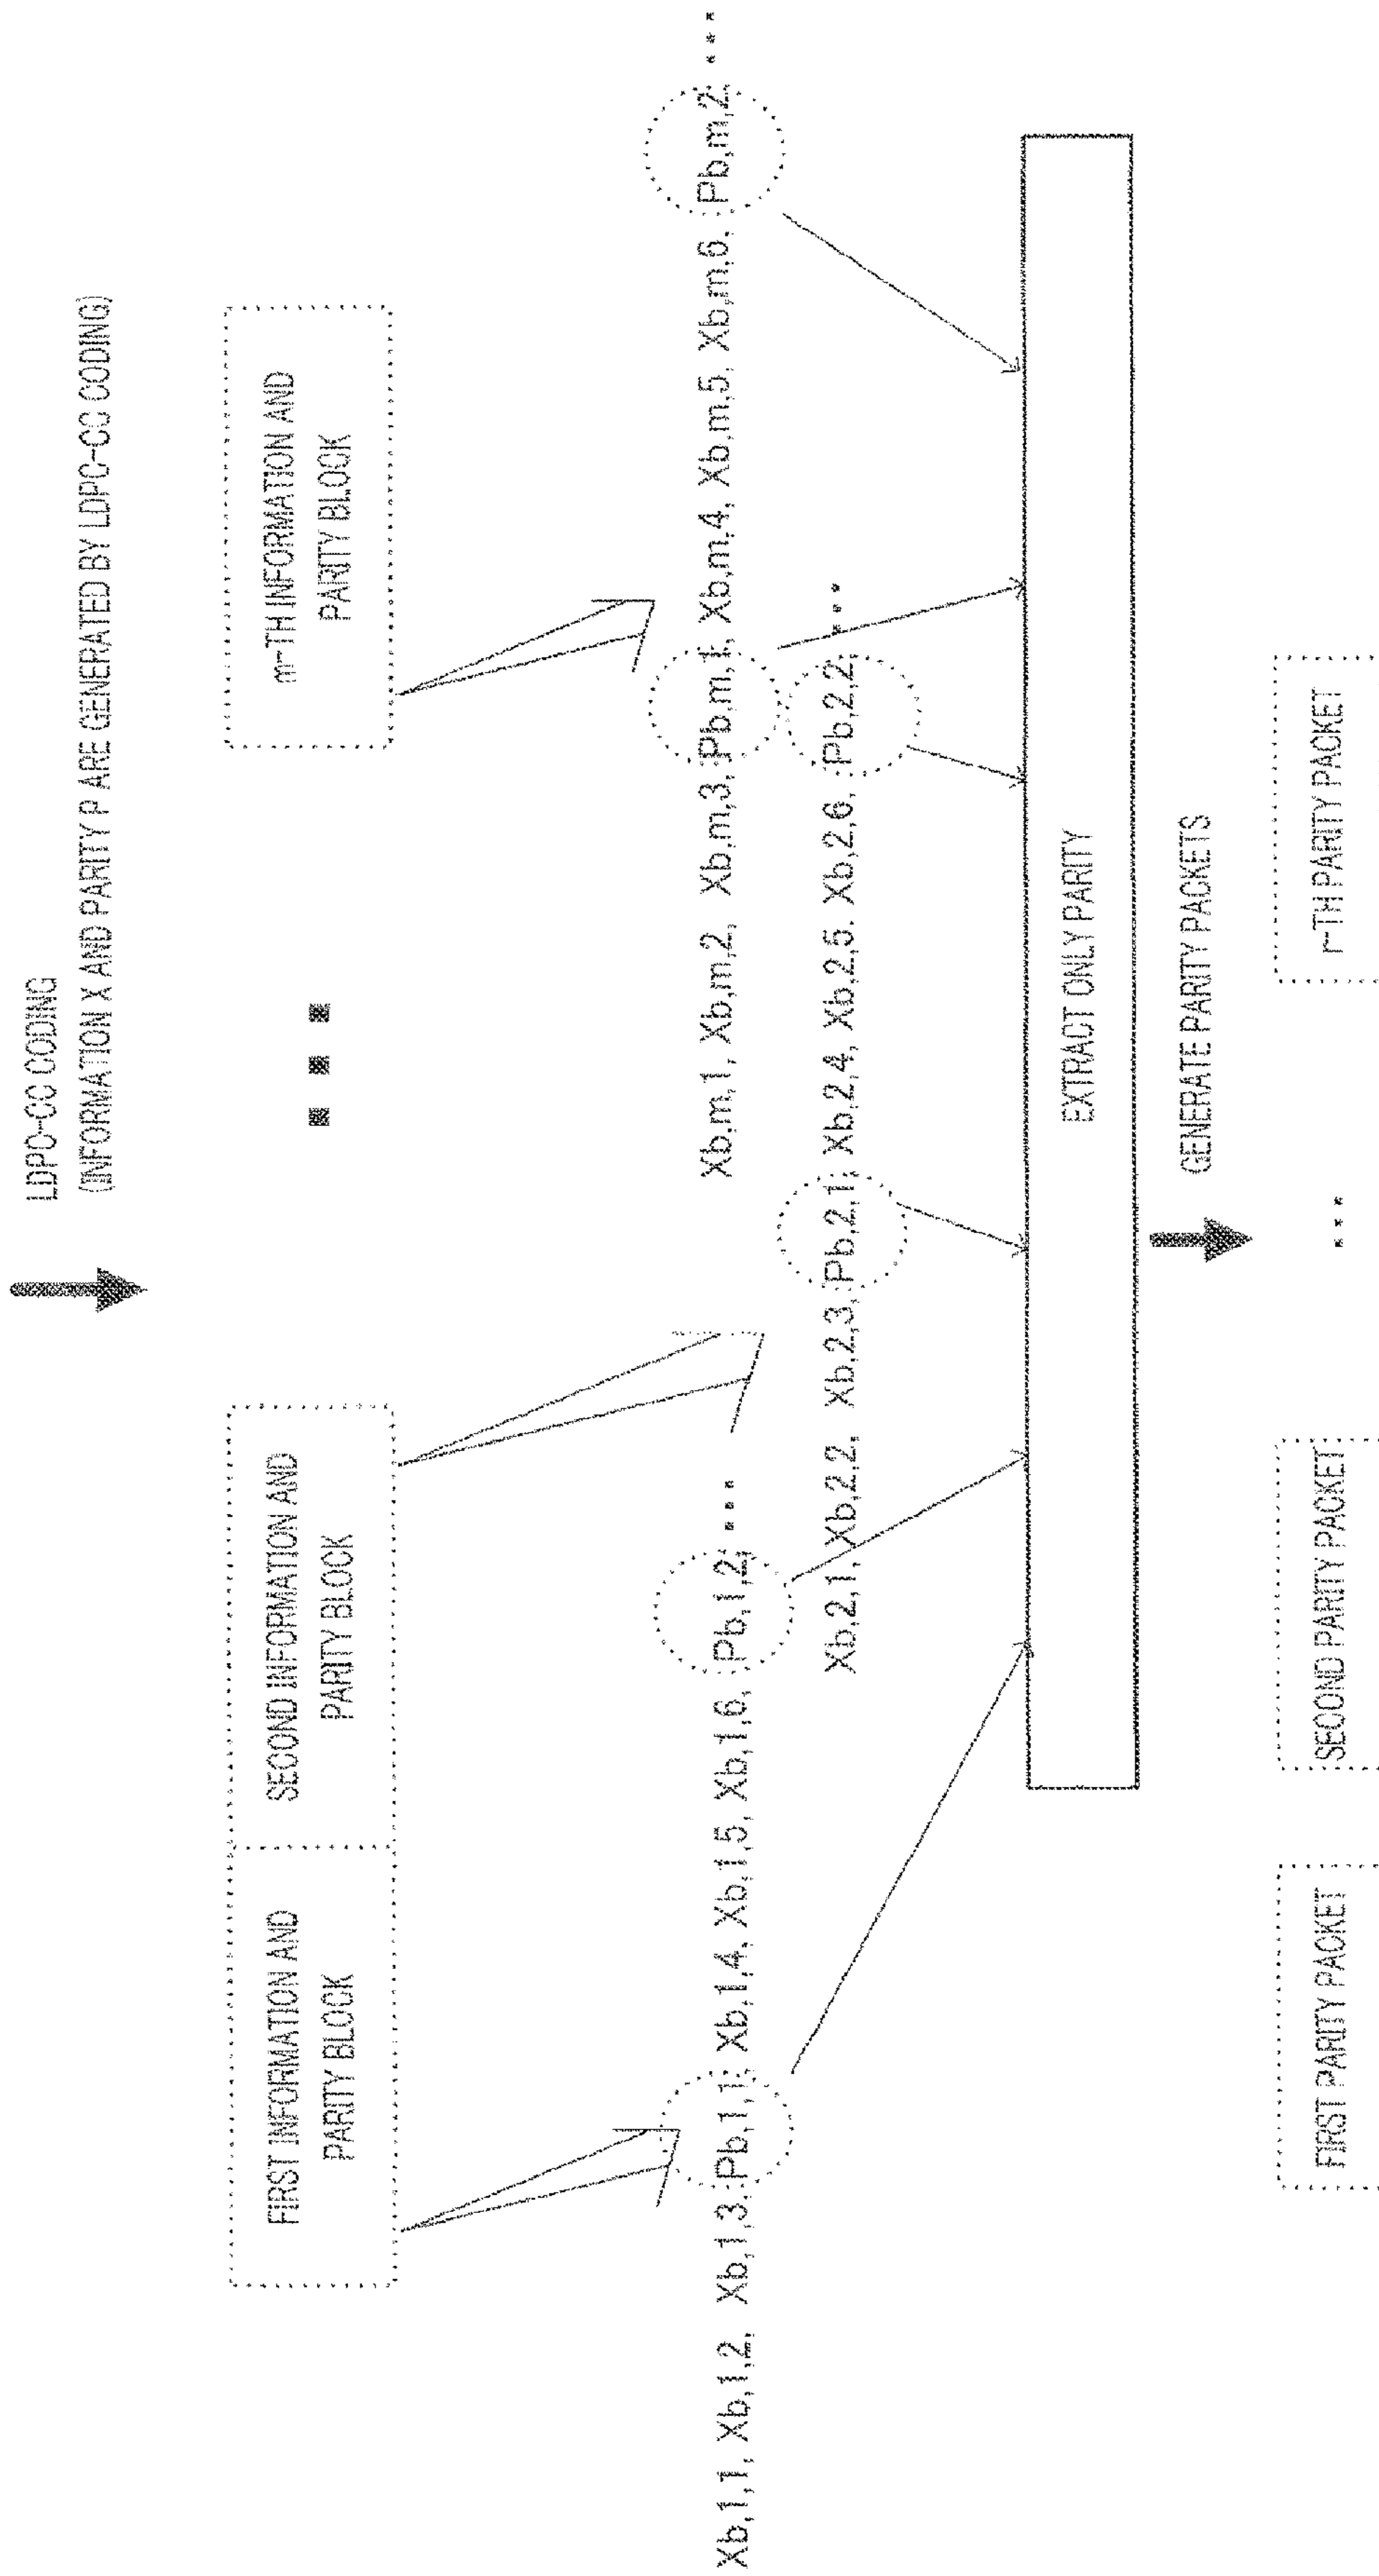 LDPC-CC CODING
(INFORMATION X AND PARITY P ARE GENERATED BY LDPC-CC CODING)
FIRST INFORMATION AND
PARITY BLOCK
SECOND INFORMATION AND
PARITY BLOCK
▪ ▪ ▪
m-TH INFORMATION AND
PARITY BLOCK
Xb,1,1, Xb,1,2, Xb,1,3, Pb,1,1, Xb,1,4, Xb,1,5, Xb,1,6, Pb,1,2, ...
Xb,m,1, Xb,m,2, Xb,m,3, Pb,m,1, Xb,m,4, Xb,m,5, Xb,m,6, Pb,m,2, ...
Xb,2,1, Xb,2,2, Xb,2,3, Pb,2,1, Xb,2,4, Xb,2,5, Xb,2,6, Pb,2,2, ...
EXTRACT ONLY PARITY
GENERATE PARITY PACKETS
FIRST PARITY PACKET
SECOND PARITY PACKET
...
r-TH PARITY PACKET